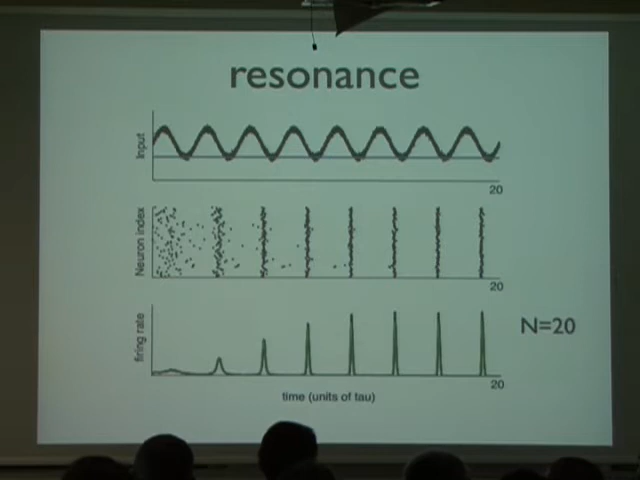 resonance
Input
20
Neuron index
20
firing rate
N=20
20
time (units of tau)